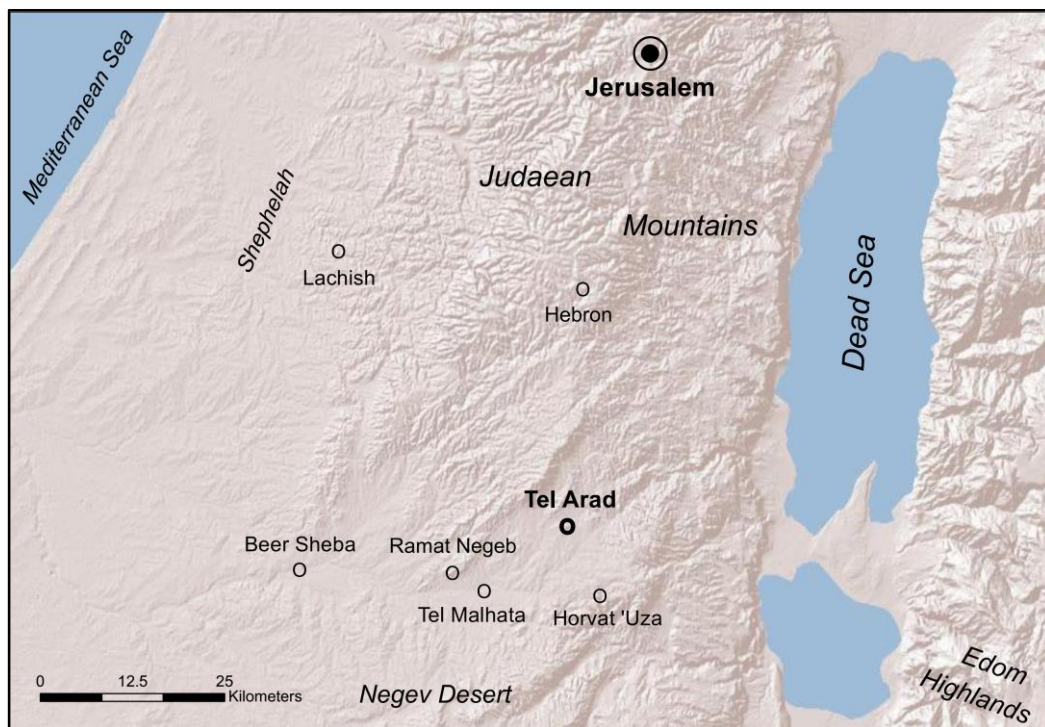 Mediterranean Sea
Jerusalem
Judaean
Mountains
Shephelah
Lachish
Hebron
Dead Sea
Tel Arad
Beer Sheba
Ramat Negeb
Tel Malhata
Horvat 'Uza
0 12.5 25
Kilometers
Negev Desert
Edom
Highlands